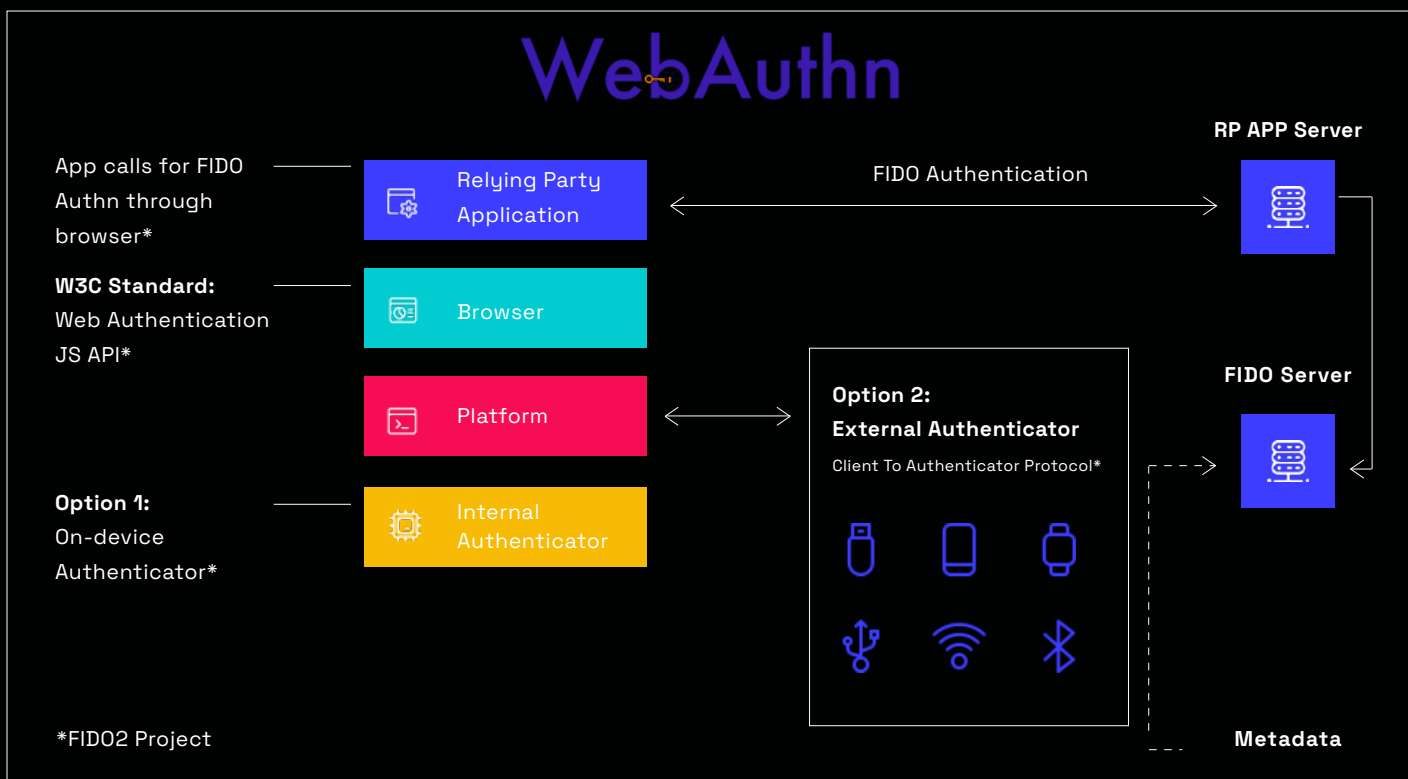 WebAuthn
RP APP Server
App calls for FIDO
Authn through
browser*
Relying Party
Application
FIDO Authentication
W3C Standard:
Web Authentication
JS API*
Browser
Platform
Option 2:
External Authenticator
Client To Authenticator Protocol*
FIDO Server
Option 1:
On-device
Authenticator*
Internal
Authenticator
*FIDO2 Project
Metadata